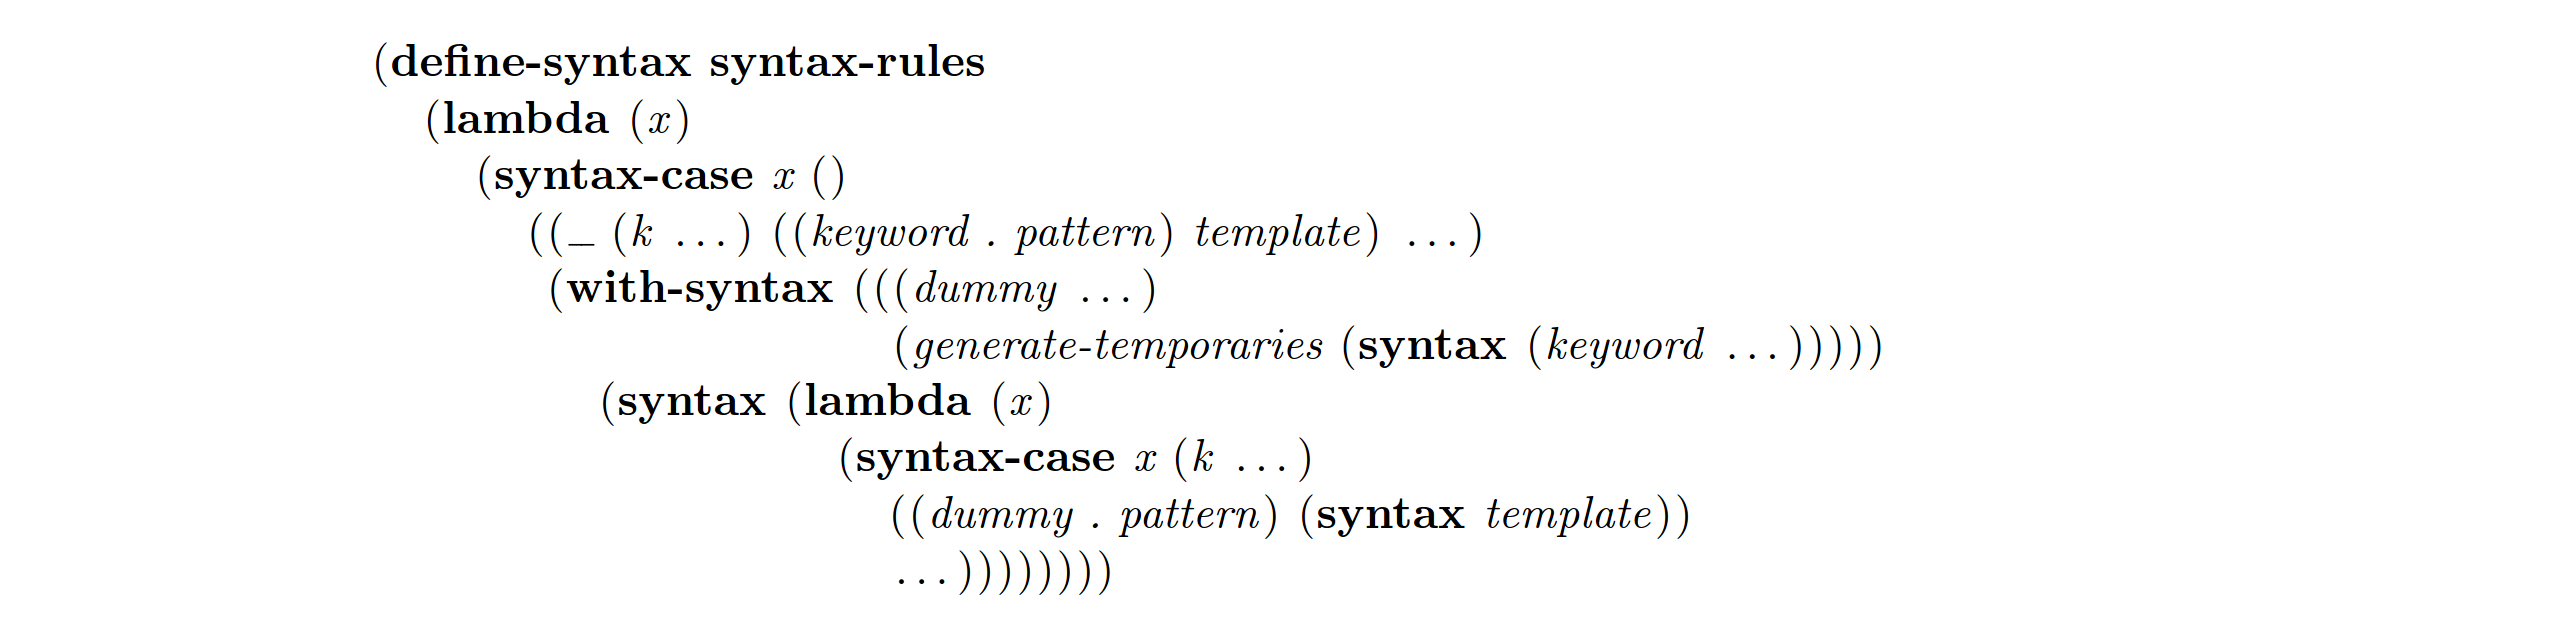 (define-syntax syntax-rules
(lambda (x)
(syntax-case x ()
((_ (k ...) ((keyword . pattern) template) ...)
(with-syntax (((dummy ...)
(generate-temporaries (syntax (keyword ...)))))
(syntax (lambda (x)
(syntax-case x (k ...)
((dummy . pattern) (syntax template))
...))))))))